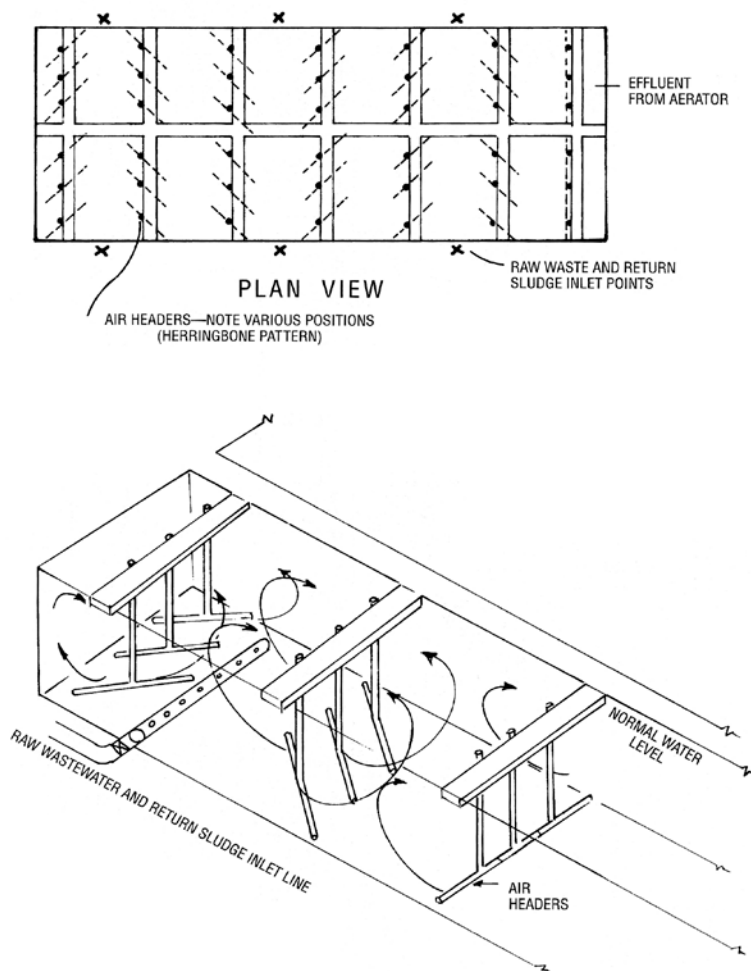 EFFLUENT
FROM AERATOR
RAW WASTE AND RETURN
SLUDGE INLET POINTS
PLAN VIEW
AIR HEADERS—NOTE VARIOUS POSITIONS
(HERRINGBONE PATTERN)
NORMAL WATER
LEVEL
RAW WASTEWATER AND RETURN SLUDGE INLET LINE
AIR
HEADERS